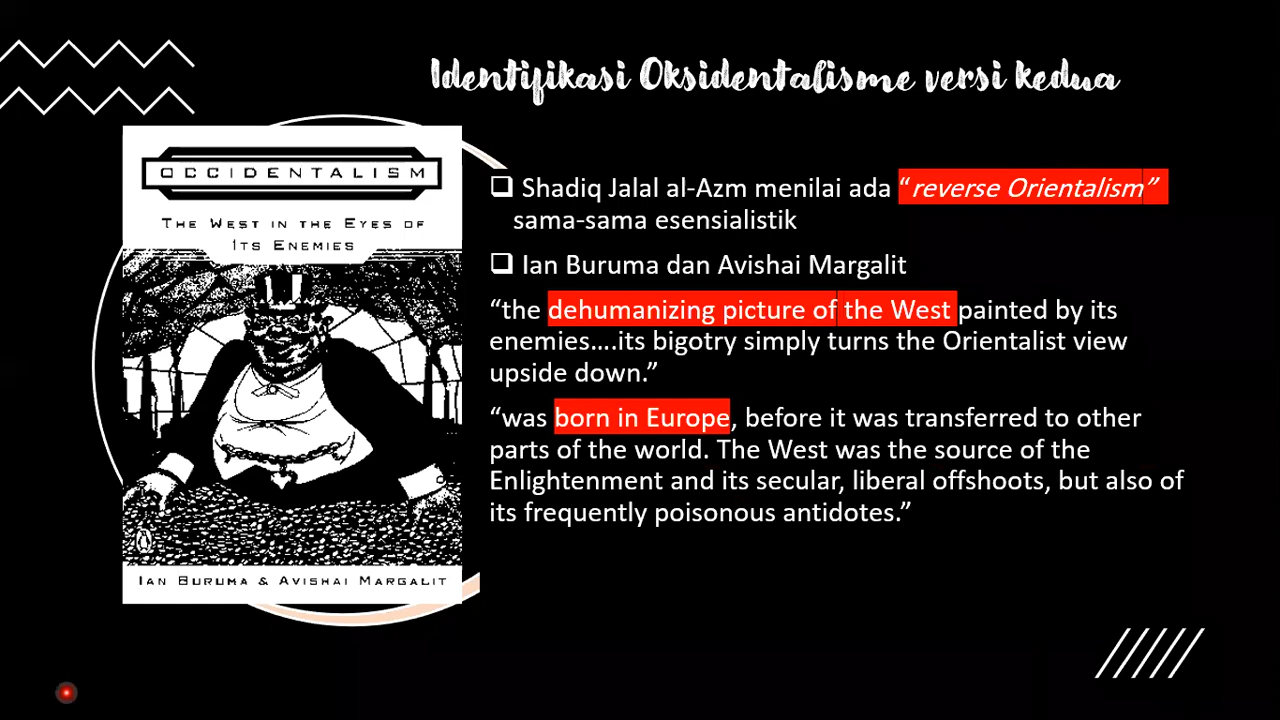 Identifikasi Oksidentalisme versi kedua
OCCIDENTALISM
THE WEST IN THE EYES OF
ITS ENEMIES
IAN BURUMA & AVISHAI MARGALIT
Shadiq Jalal al-Azm menilai ada “reverse Orientalism”
sama-sama esensialistik
Ian Buruma dan Avishai Margalit
“the dehumanizing picture of the West painted by its
enemies….its bigotry simply turns the Orientalist view
upside down.”
“was born in Europe, before it was transferred to other
parts of the world. The West was the source of the
Enlightenment and its secular, liberal offshoots, but also of
its frequently poisonous antidotes.”